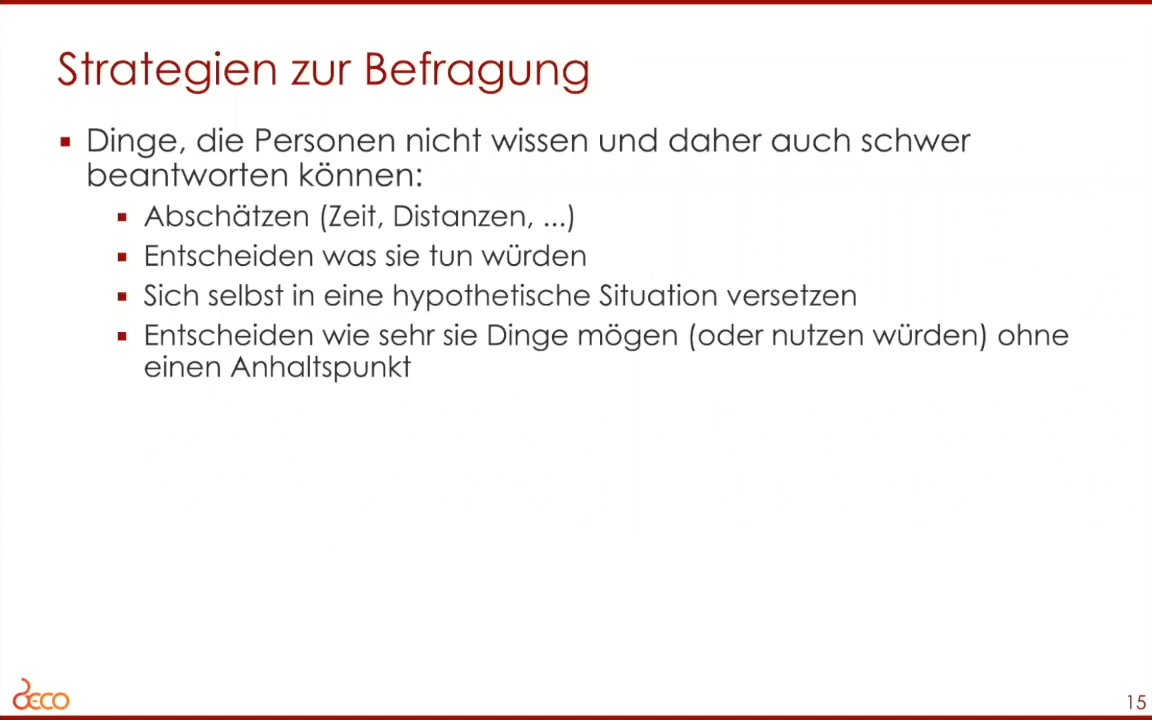 Strategien zur Befragung
Dinge, die Personen nicht wissen und daher auch schwer
beantworten können:
Abschätzen (Zeit, Distanzen, ...)
Entscheiden was sie tun würden
Sich selbst in eine hypothetische Situation versetzen
Entscheiden wie sehr sie Dinge mögen (oder nutzen würden) ohne
einen Anhaltspunkt
DECO
15